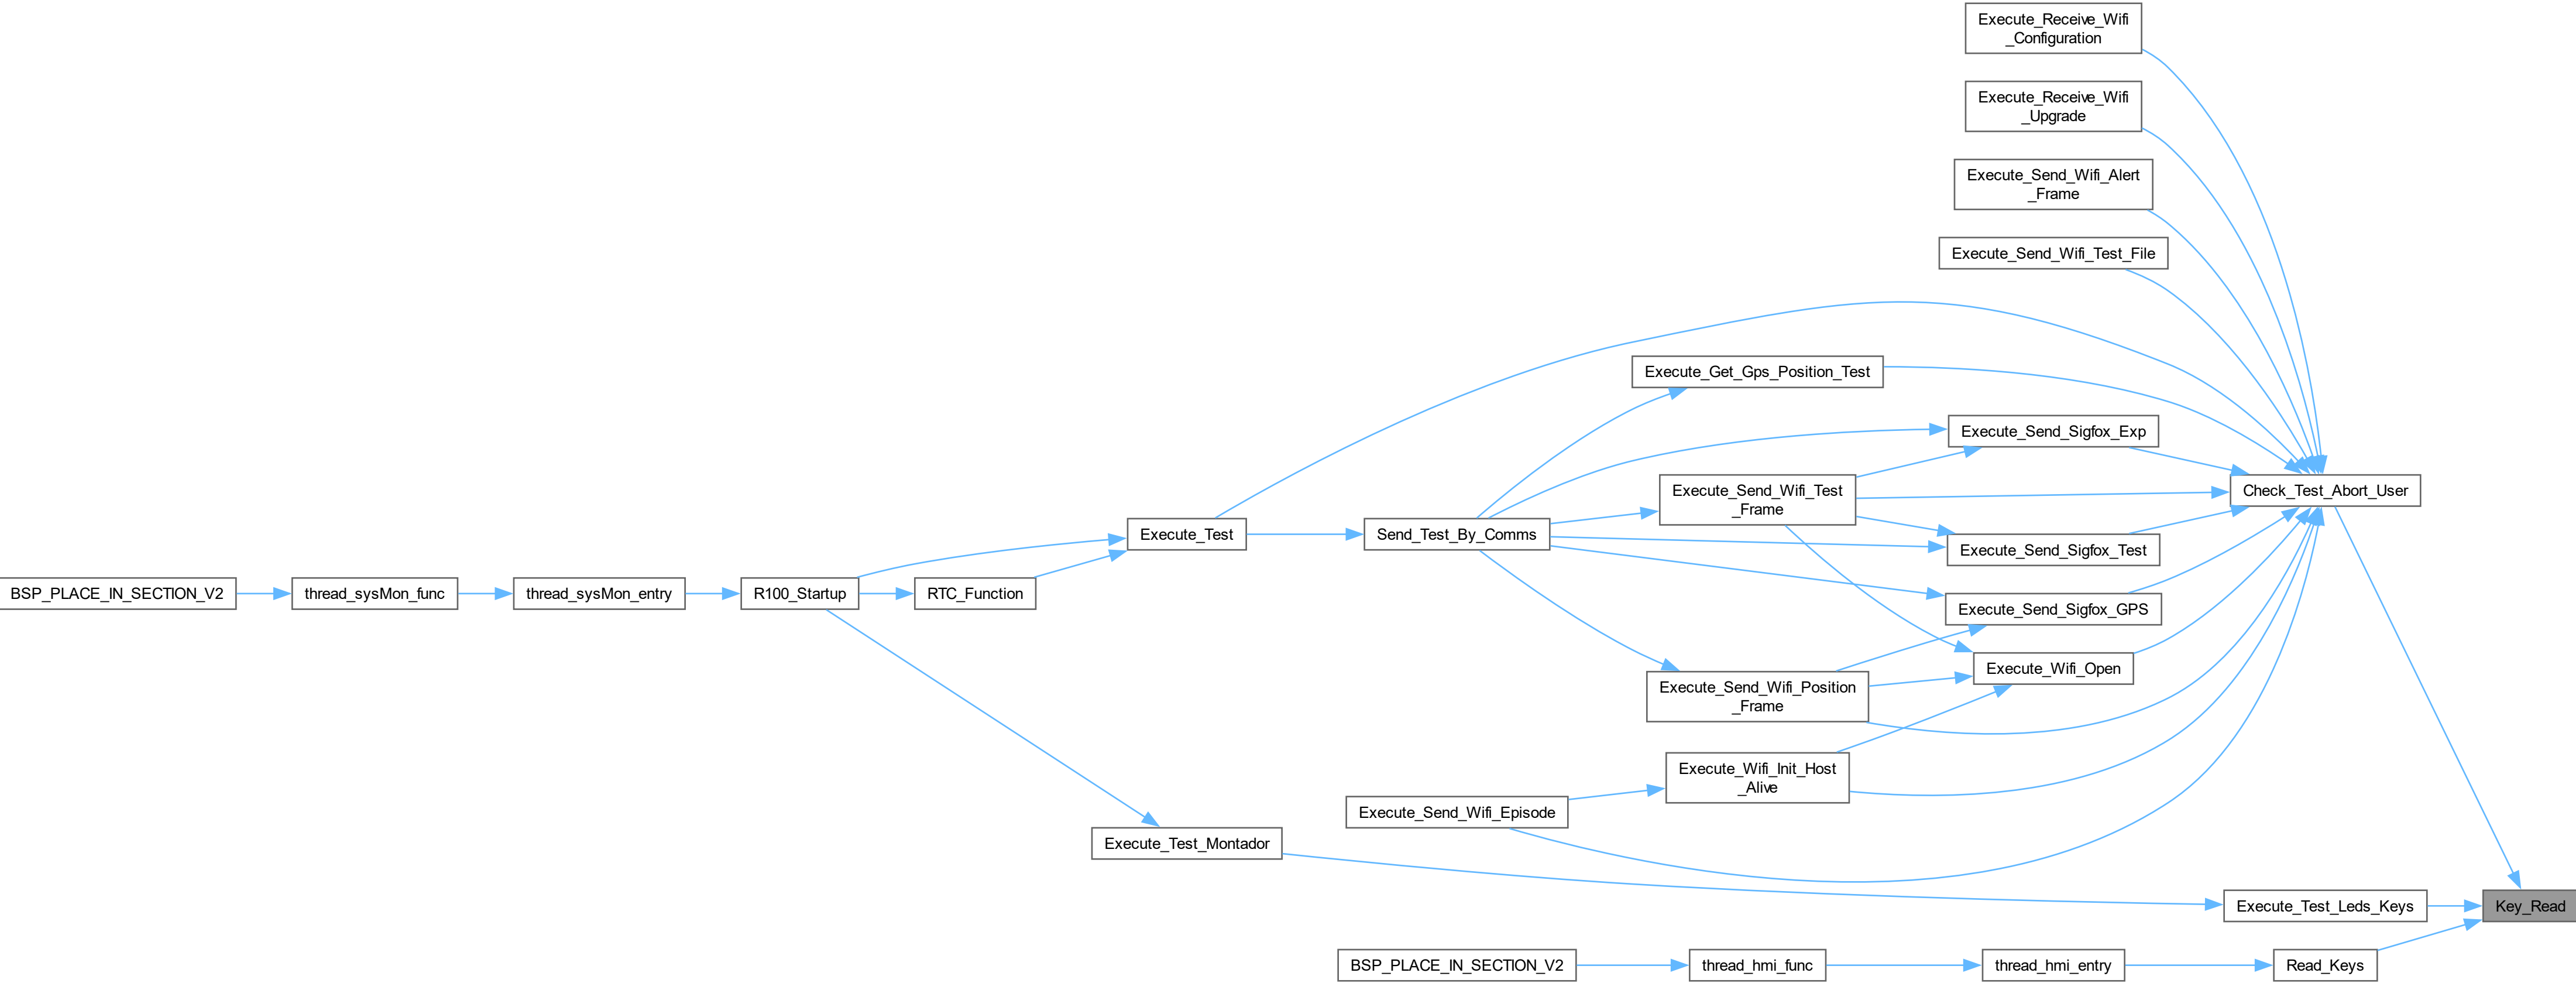 Execute_Receive_Wifi
_Configuration
Execute_Receive_Wifi
_Upgrade
Execute_Send_Wifi_Alert
_Frame
Execute_Send_Wifi_Test_File
Execute_Get_Gps_Position_Test
Execute_Send_Sigfox_Exp
Execute_Send_Wifi_Test
_Frame
Check_Test_Abort_User
Execute_Test
Send_Test_By_Comms
Execute_Send_Sigfox_Test
BSP_PLACE_IN_SECTION_V2
thread_sysMon_func
thread_sysMon_entry
R100_Startup
RTC_Function
Execute_Send_Sigfox_GPS
Execute_Wifi_Open
Execute_Send_Wifi_Position
_Frame
Execute_Wifi_Init_Host
_Alive
Execute_Send_Wifi_Episode
Execute_Test_Montador
Execute_Test_Leds_Keys
Key_Read
BSP_PLACE_IN_SECTION_V2
thread_hmi_func
thread_hmi_entry
Read_Keys